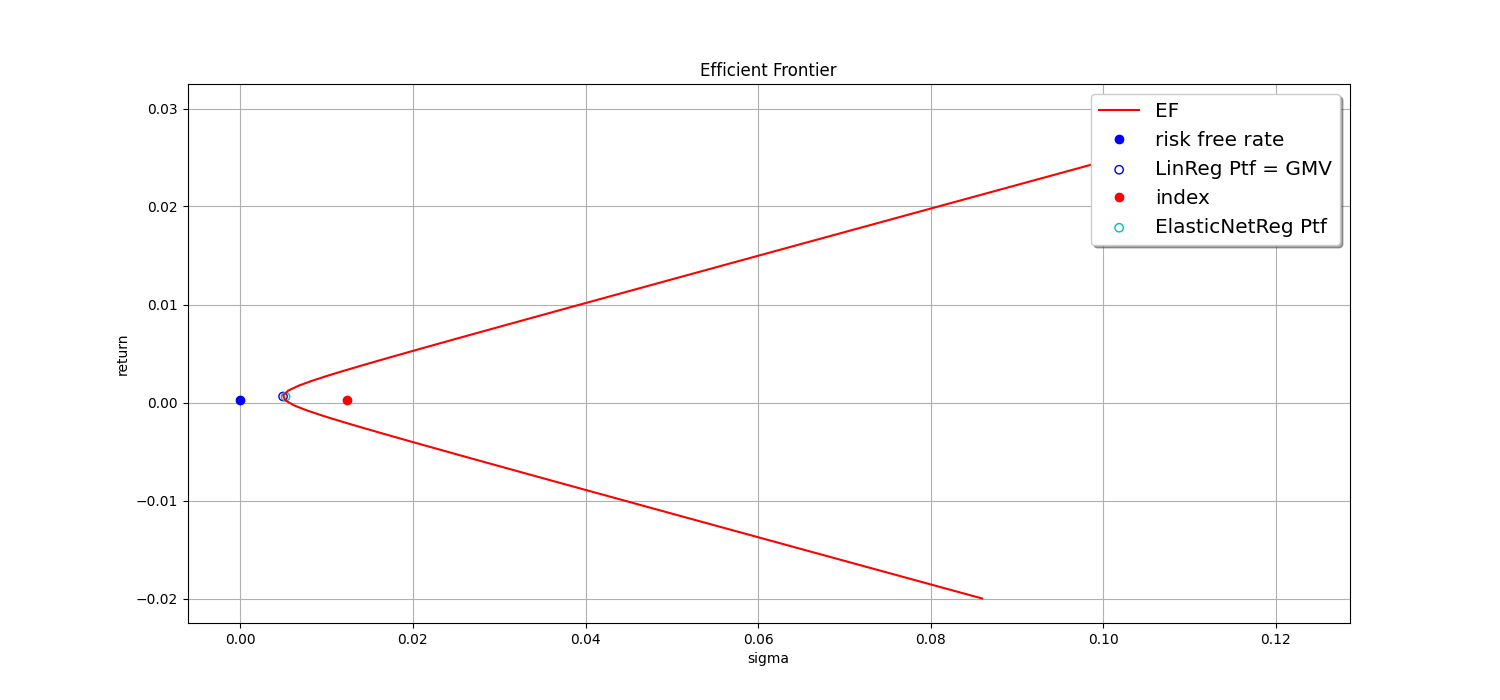 Efficient Frontier
EF
risk free rate
LinReg Ptf = GMV
index
ElasticNetReg Ptf
return
0.03
0.02
0.01
0.00
−0.01
−0.02
0.00 0.02 0.04 0.06 0.08 0.10 0.12
sigma